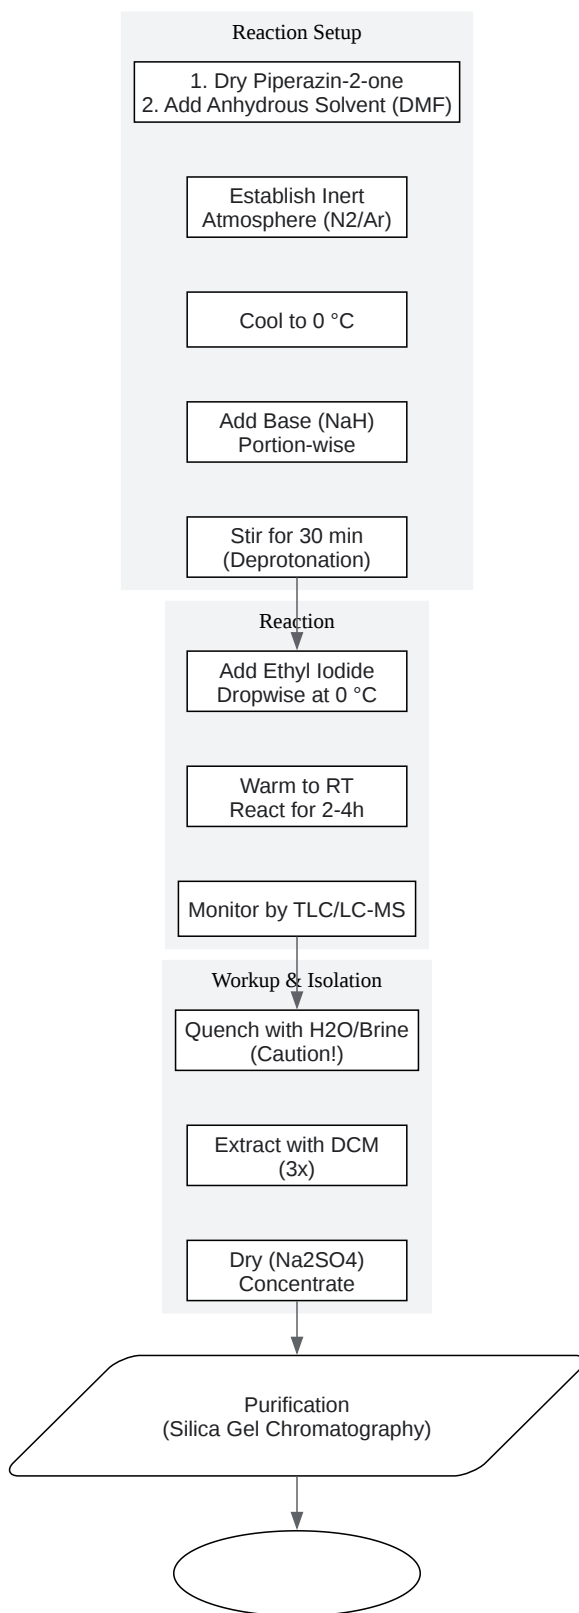 Reaction Setup
1. Dry Piperazin-2-one
2. Add Anhydrous Solvent (DMF)
Establish Inert
Atmosphere (N2/Ar)
Cool to 0 °C
Add Base (NaH)
Portion-wise
Stir for 30 min
(Deprotonation)
Reaction
Add Ethyl Iodide
Dropwise at 0 °C
Warm to RT
React for 2-4h
Monitor by TLC/LC-MS
Workup & Isolation
Quench with H2O/Brine
(Caution!)
Extract with DCM
(3x)
Dry (Na2SO4)
Concentrate
Purification
(Silica Gel Chromatography)